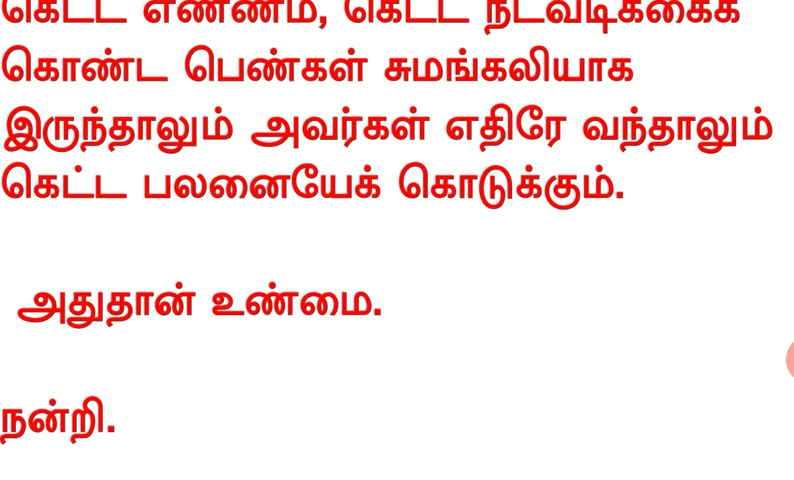 கெட்ட எண்ணம், கெட்ட நடவடிக்கைக்
கொண்ட பெண்கள் சுமங்கலியாக
இருந்தாலும் அவர்கள் எதிரே வந்தாலும்
கெட்ட பலனையேக் கொடுக்கும்.
அதுதான் உண்மை.
நன்றி.